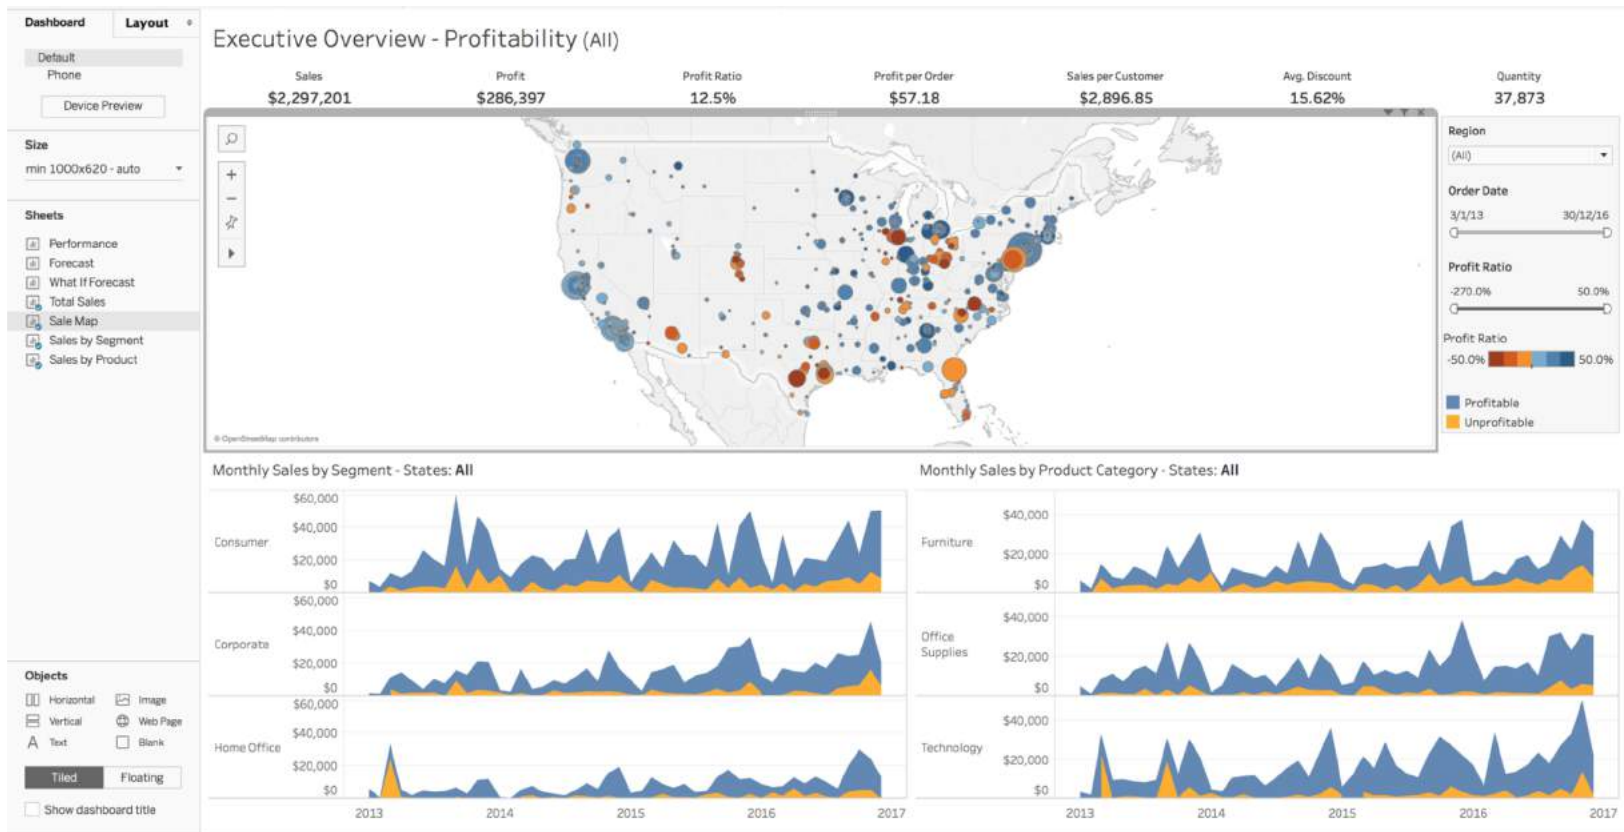 Dashboard
Layout
Default
Phone
Device Preview
Size
min 1000x620 - auto
Sheets
Performance
Forecast
What If Forecast
Total Sales
Sale Map
Sales by Segment
Sales by Product
Objects
Horizontal Image
Vertical Web Page
A Text Blank
Tiled Floating
Show dashboard title
Executive Overview - Profitability (All)
Sales Profit Profit Ratio Profit per Order Sales per Customer Avg. Discount Quantity
$2,297,201 $286,397 12.5% $57.18 $2,896.85 15.62% 37,873
© OpenStreetMap contributors
Region
(All)
Order Date
3/1/13 30/12/16
Profit Ratio
-270.0% 50.0%
Profit Ratio
-50.0% 50.0%
Profitable
Unprofitable
Monthly Sales by Segment - States: All
Consumer
$60,000
$40,000
$20,000
$0
Corporate
$60,000
$40,000
$20,000
$0
Home Office
$60,000
$40,000
$20,000
$0
2013 2014 2015 2016 2017
Monthly Sales by Product Category - States: All
Furniture
$40,000
$20,000
$0
Office
Supplies
$40,000
$20,000
$0
Technology
$40,000
$20,000
$0
2013 2014 2015 2016 2017